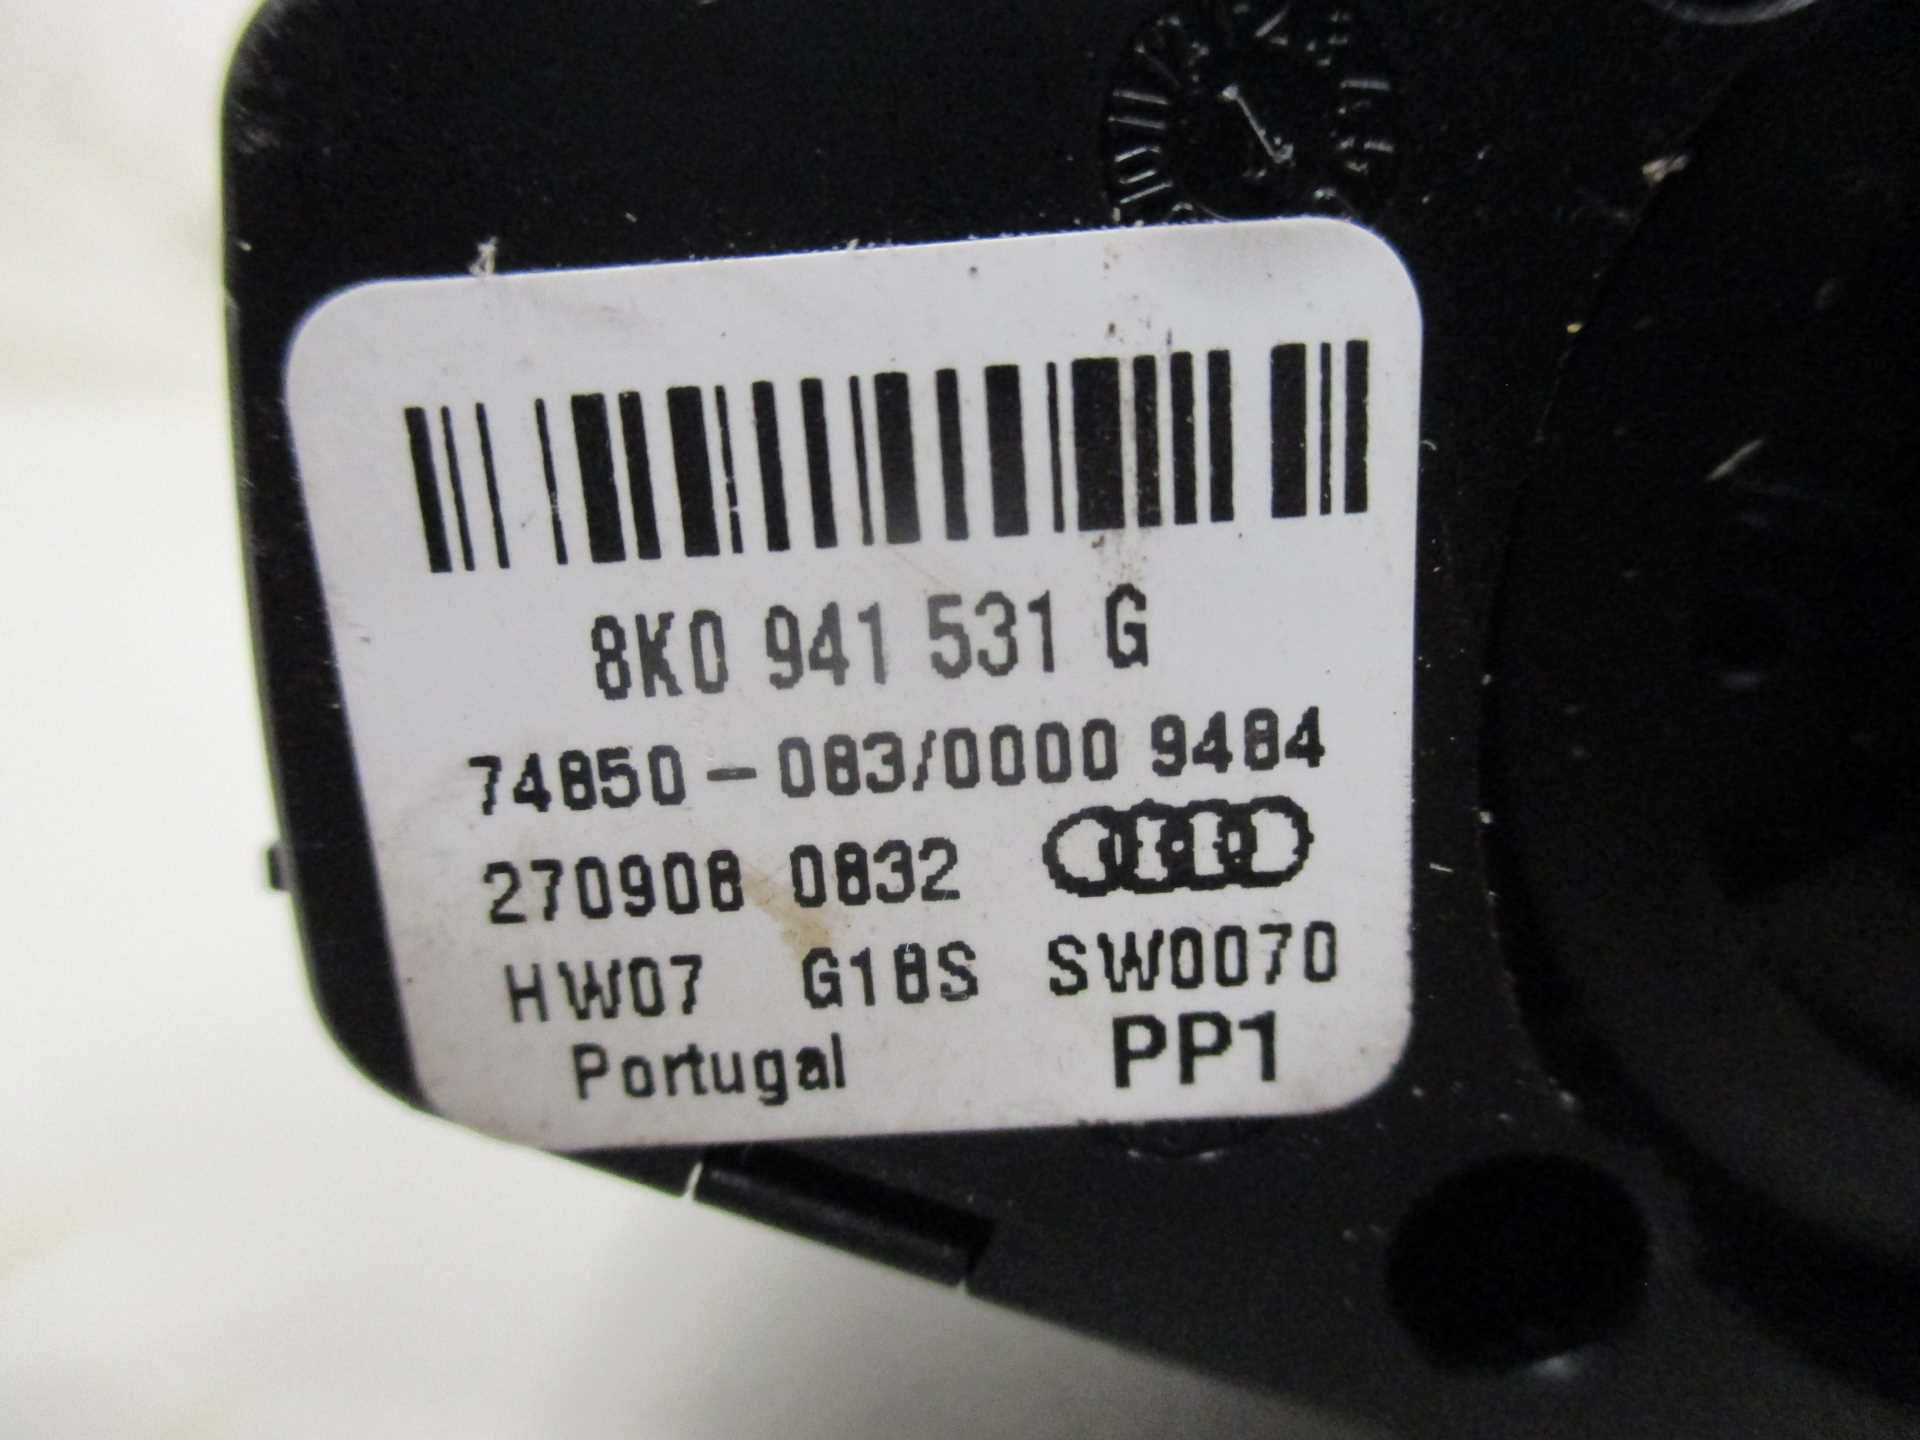 8K0 941 531 G
74850-083/0000 9484
270908 0832
HW07 G18S SW0070
Portugal PP1